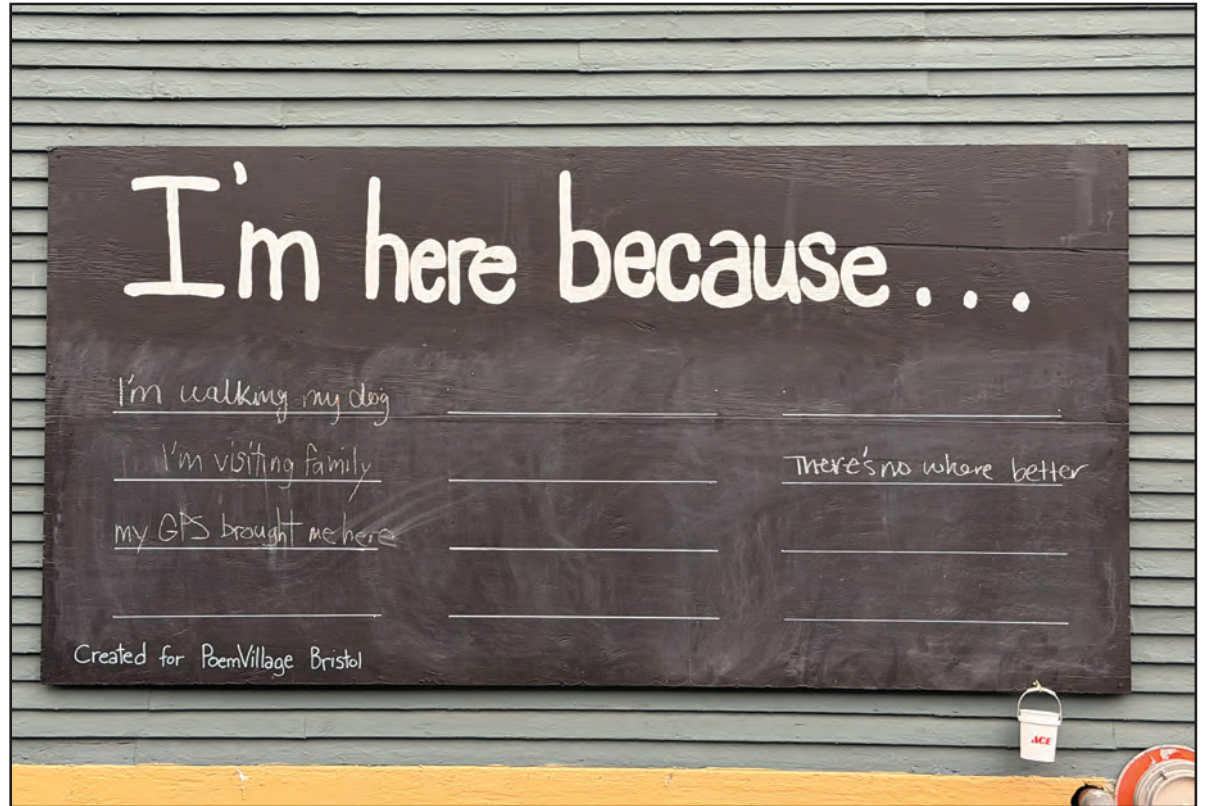 I'm here because...
I'm walking my dog
I'm visiting family
There's no where better
my GPS brought me here
Created for PoemVillage Bristol
ACE